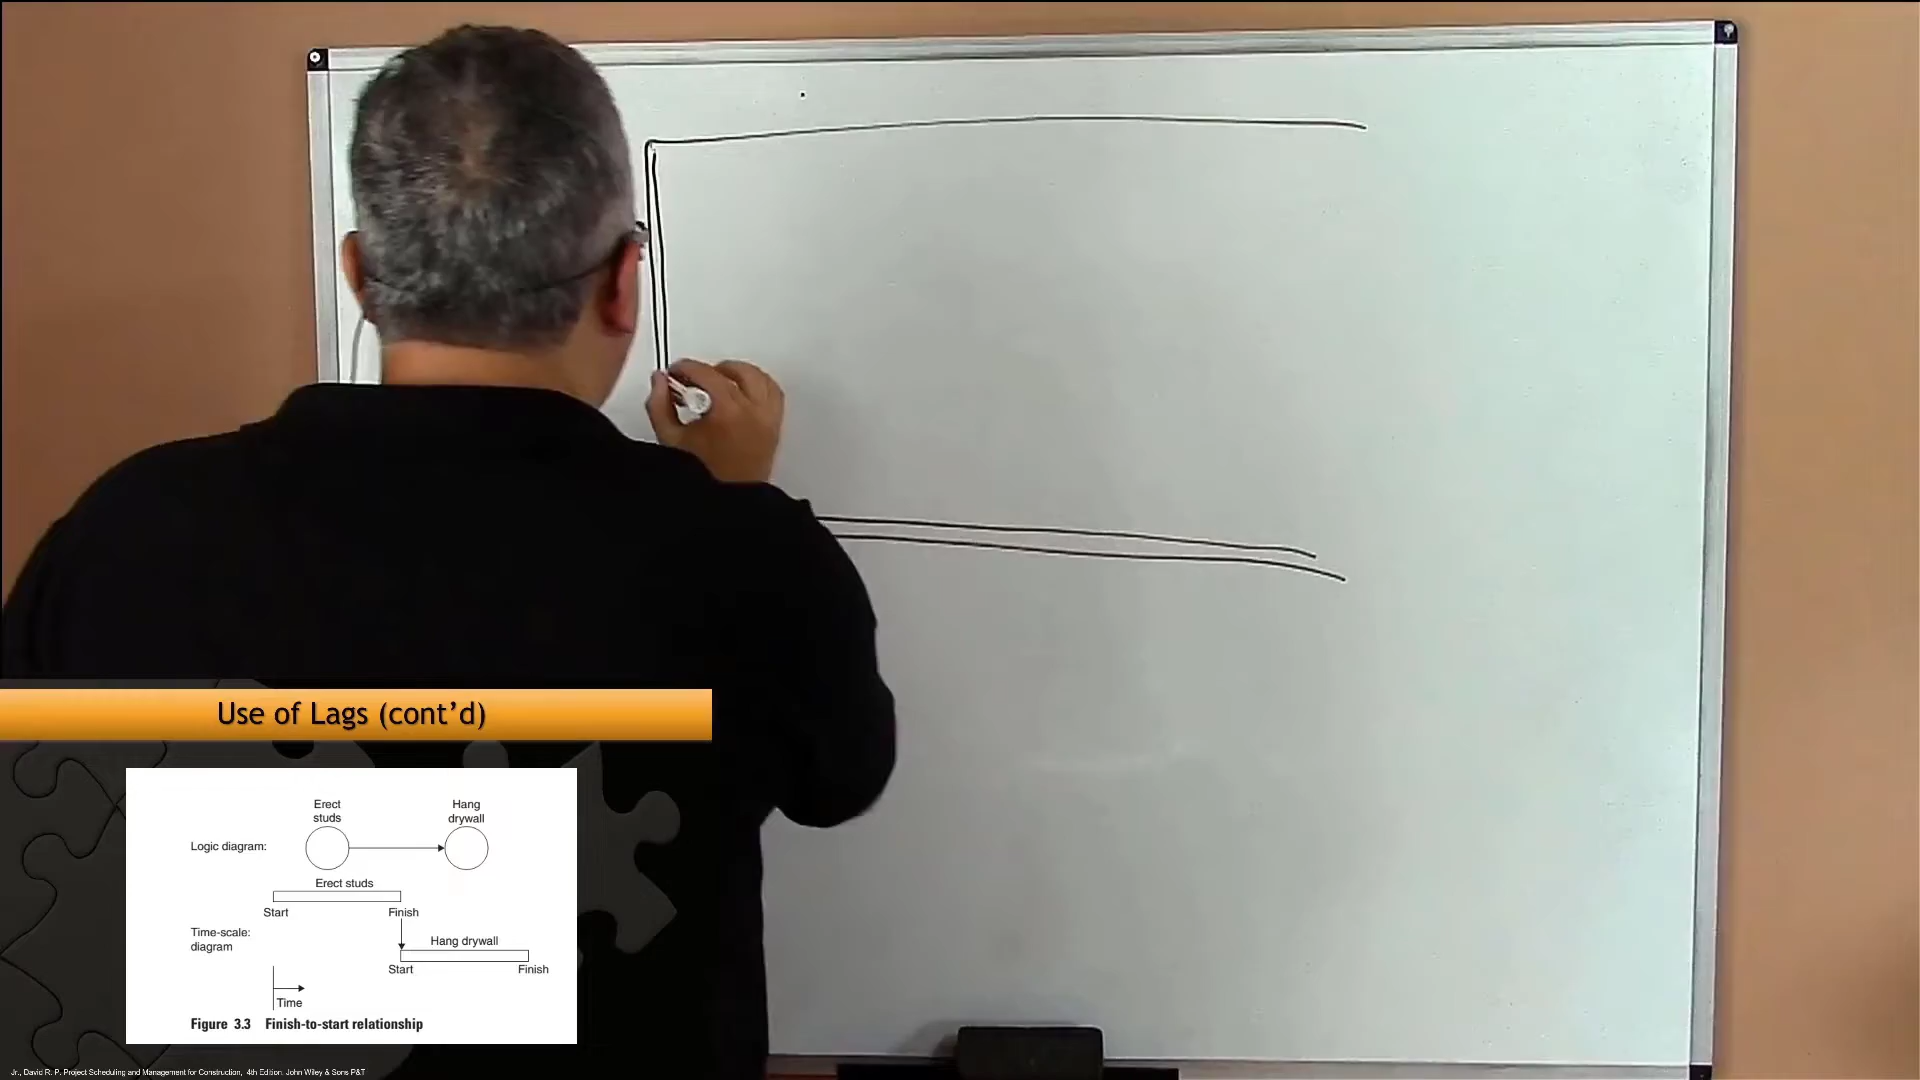 Use of Lags (cont’d)
Erect
studs
Hang
drywall
Logic diagram:
Erect studs
Start
Finish
Time-scale:
diagram
Hang drywall
Start
Finish
Time
Figure 3.3 Finish-to-start relationship
Jr., David R. P. Project Scheduling and Management for Construction, 4th Edition. John Wiley & Sons P&T